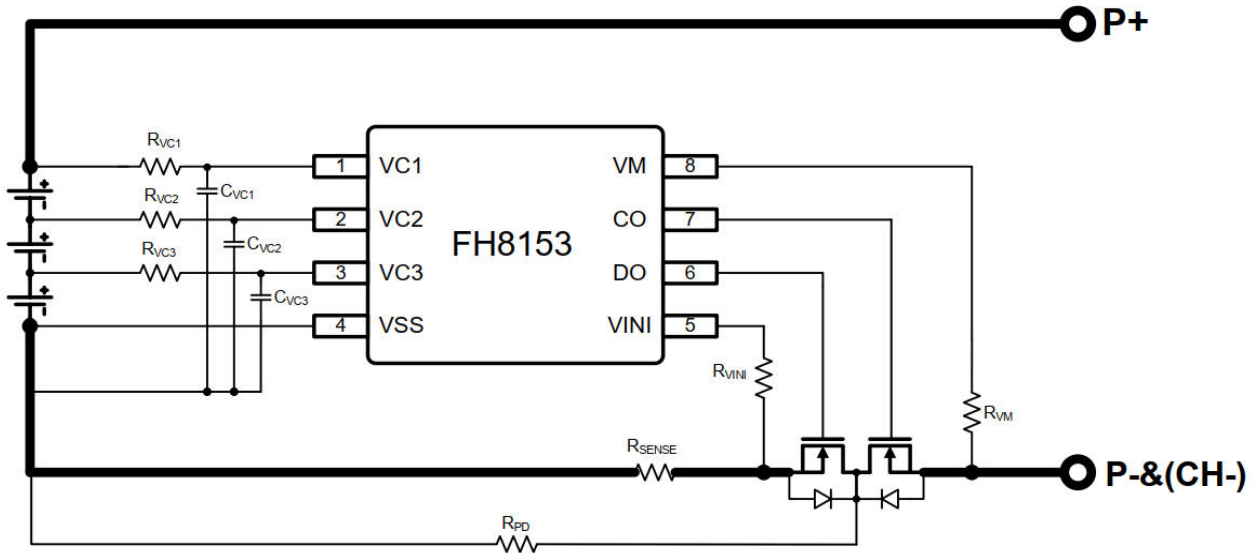 P+
RVC1
1 VC1
VM 8
CVC1
RVC2
2 VC2
CO 7
CVC2
FH8153
RVC3
3 VC3
DO 6
CVC3
4 VSS
VINI 5
RVINI
RVM
RSENSE
P-&(CH-)
RPD
+
+
+